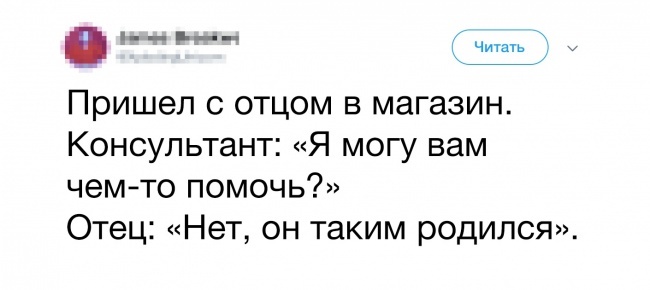 Читать
Пришел с отцом в магазин.
Консультант: «Я могу вам
чем-то помочь?»
Отец: «Нет, он таким родился».